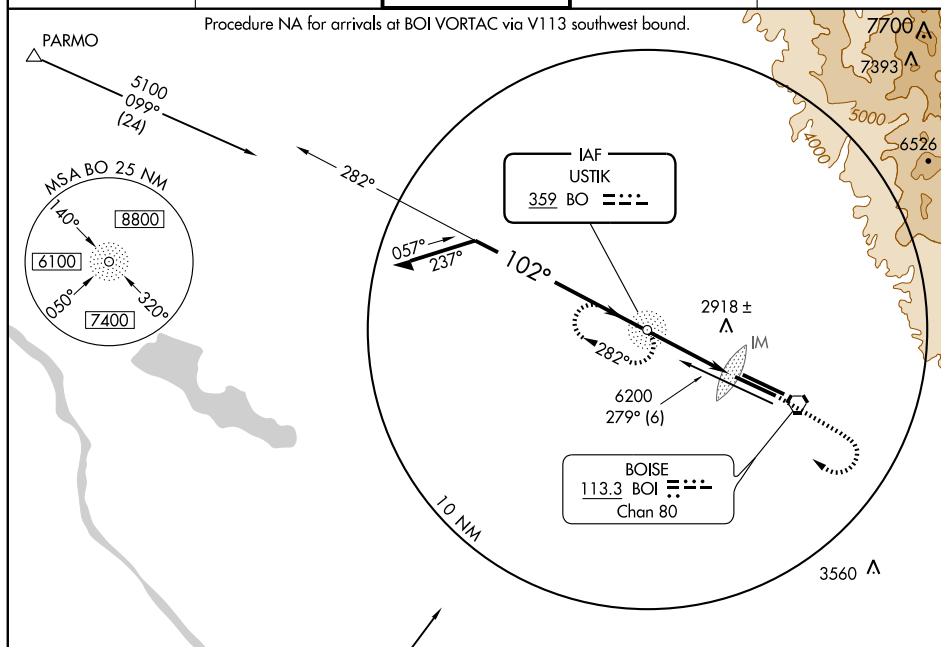 Procedure NA for arrivals at BOI VORTAC via V113 southwest bound.
7700
PARMO
7393
5100
099°
(24)
5000
4000
6526
282°
IAF
USTIK
359 BO
MSA BO 25 NM
140°
8800
6100
050°
320°
7400
057°
237°
102°
2918 ±
IM
282°
6200
279° (6)
BOISE
113.3 BOI
Chan 80
10 NM
3560